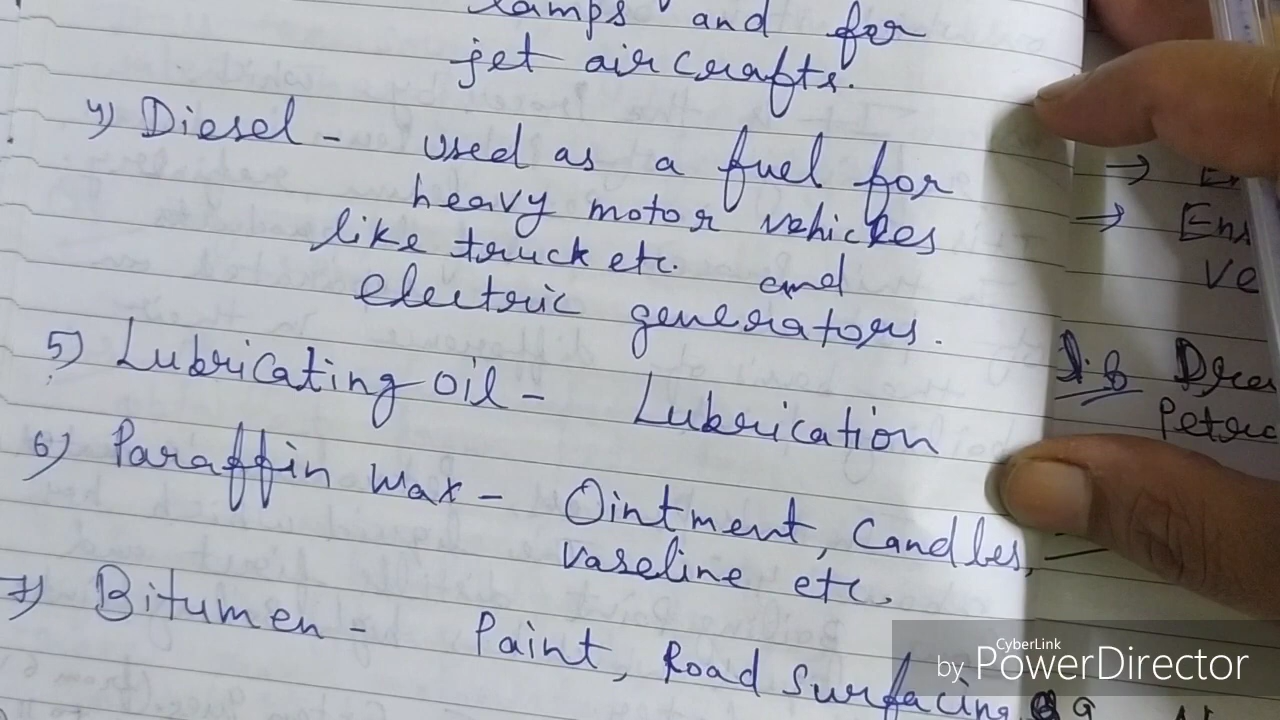 lamps and for
jet aircrafts.
4) Diesel - used as a fuel for
heavy motor vehicles
like truck etc. and
electric generators.
5) Lubricating oil - Lubrication
6) Paraffin wax - Ointment, Candles,
vaseline etc.
7) Bitumen - Paint, Road Surfacing
→
→ Ens
Ve
Petro
CyberLink
by PowerDirector